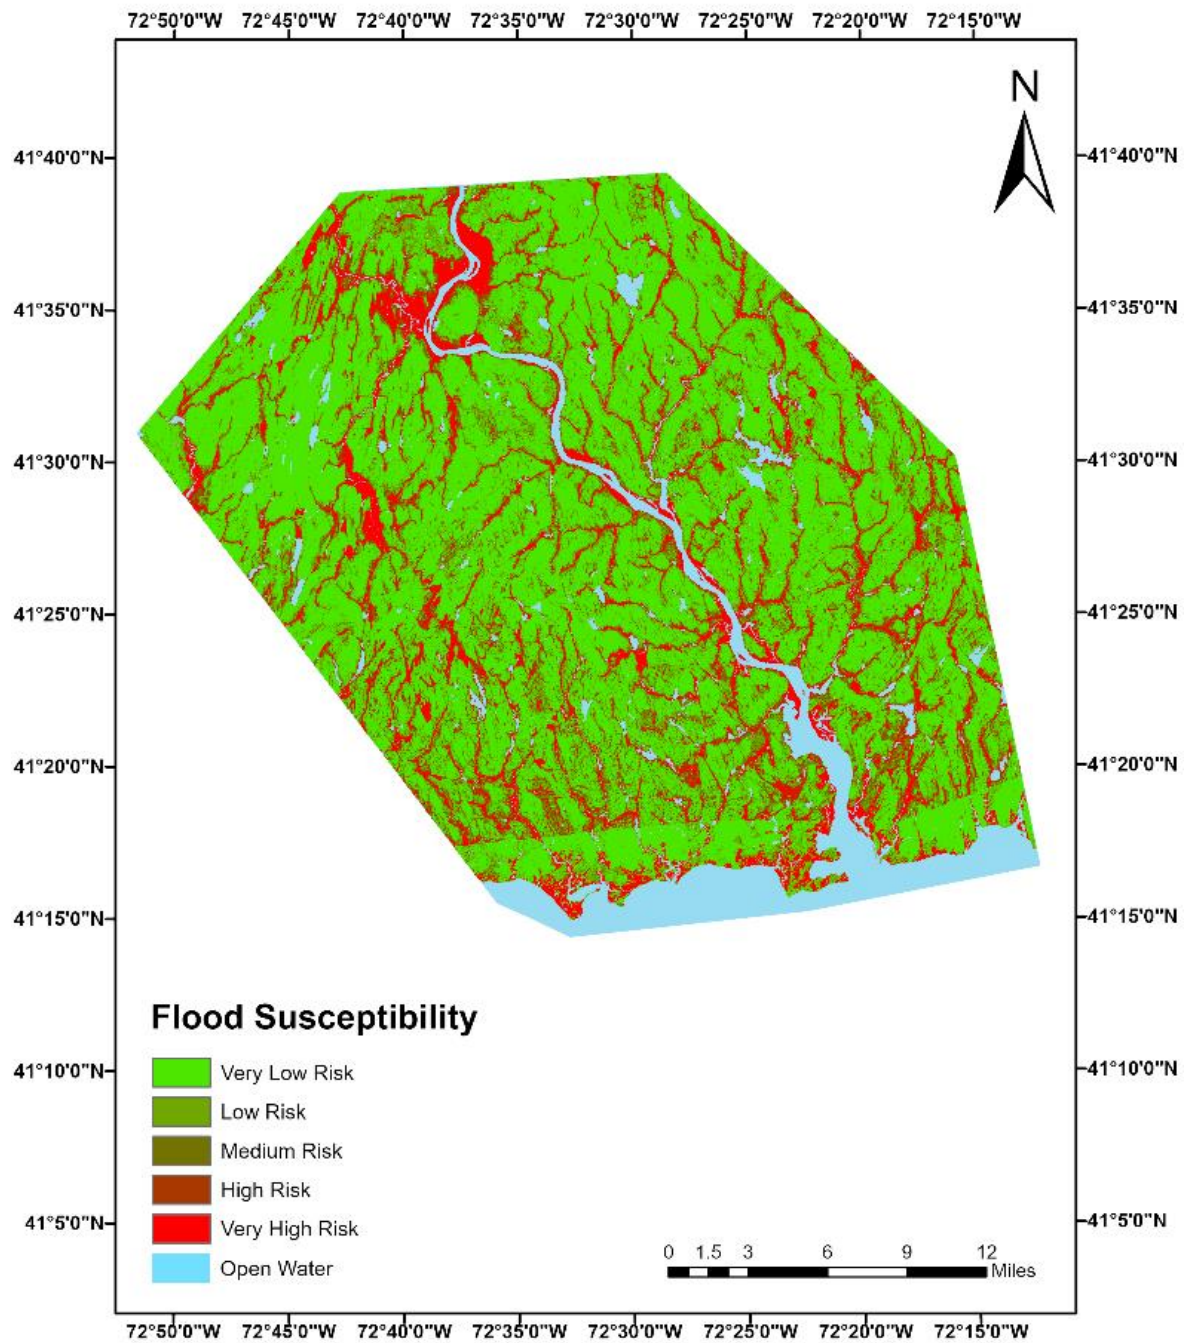 72°50'0"W 72°45'0"W 72°40'0"W 72°35'0"W 72°30'0"W 72°25'0"W 72°20'0"W 72°15'0"W
N
41°40'0"N 41°40'0"N
41°35'0"N 41°35'0"N
41°30'0"N 41°30'0"N
41°25'0"N 41°25'0"N
41°20'0"N 41°20'0"N
41°15'0"N 41°15'0"N
Flood Susceptibility
Very Low Risk
41°10'0"N 41°10'0"N
Low Risk
Medium Risk
High Risk
41°5'0"N 41°5'0"N
Very High Risk
0 1.5 3 6 9 12
Miles
Open Water
72°50'0"W 72°45'0"W 72°40'0"W 72°35'0"W 72°30'0"W 72°25'0"W 72°20'0"W 72°15'0"W